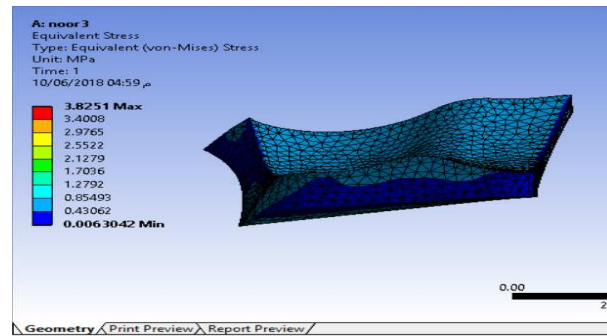 A: noor3
Equivalent Stress
Type: Equivalent (von-Mises) Stress
Unit: MPa
Time: 1
10/06/2018 04:59 م
3.8251 Max
3.4008
2.9765
2.5522
2.1279
1.7036
1.2792
0.85493
0.43062
0.0063042 Min
0.00
2
Geometry Print Preview Report Preview